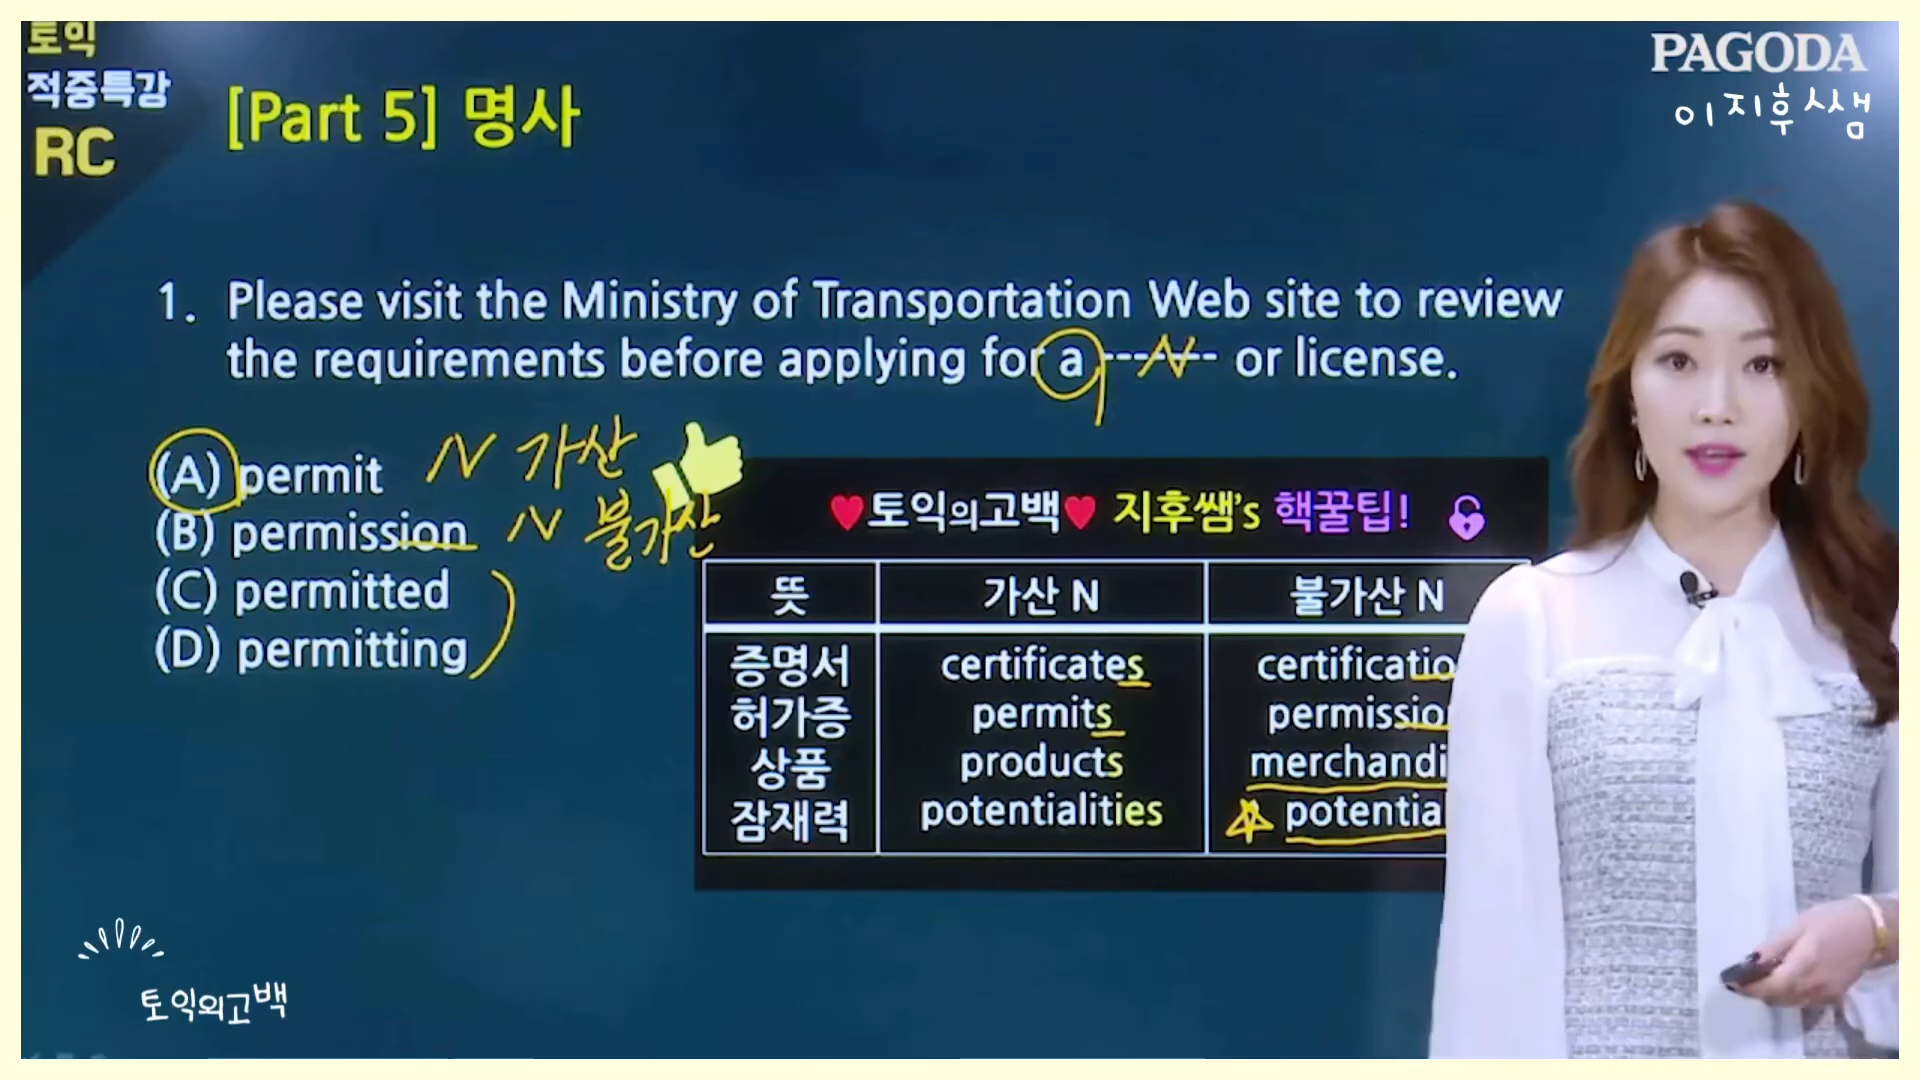 토익
적중특강
RC
PAGODA
이지후쌤
[Part 5] 명사
1. Please visit the Ministry of Transportation Web site to review
the requirements before applying for a ------- or license.
N
(A) permit N 가산
(B) permission N 불가산
(C) permitted
(D) permitting
♥토익의고백♥ 지후쌤's 핵꿀팁!
뜻 가산 N 불가산 N
증명서 certificates certificatio
허가증 permits permission
상품 products merchandi
잠재력 potentialities potentia
토익의고백